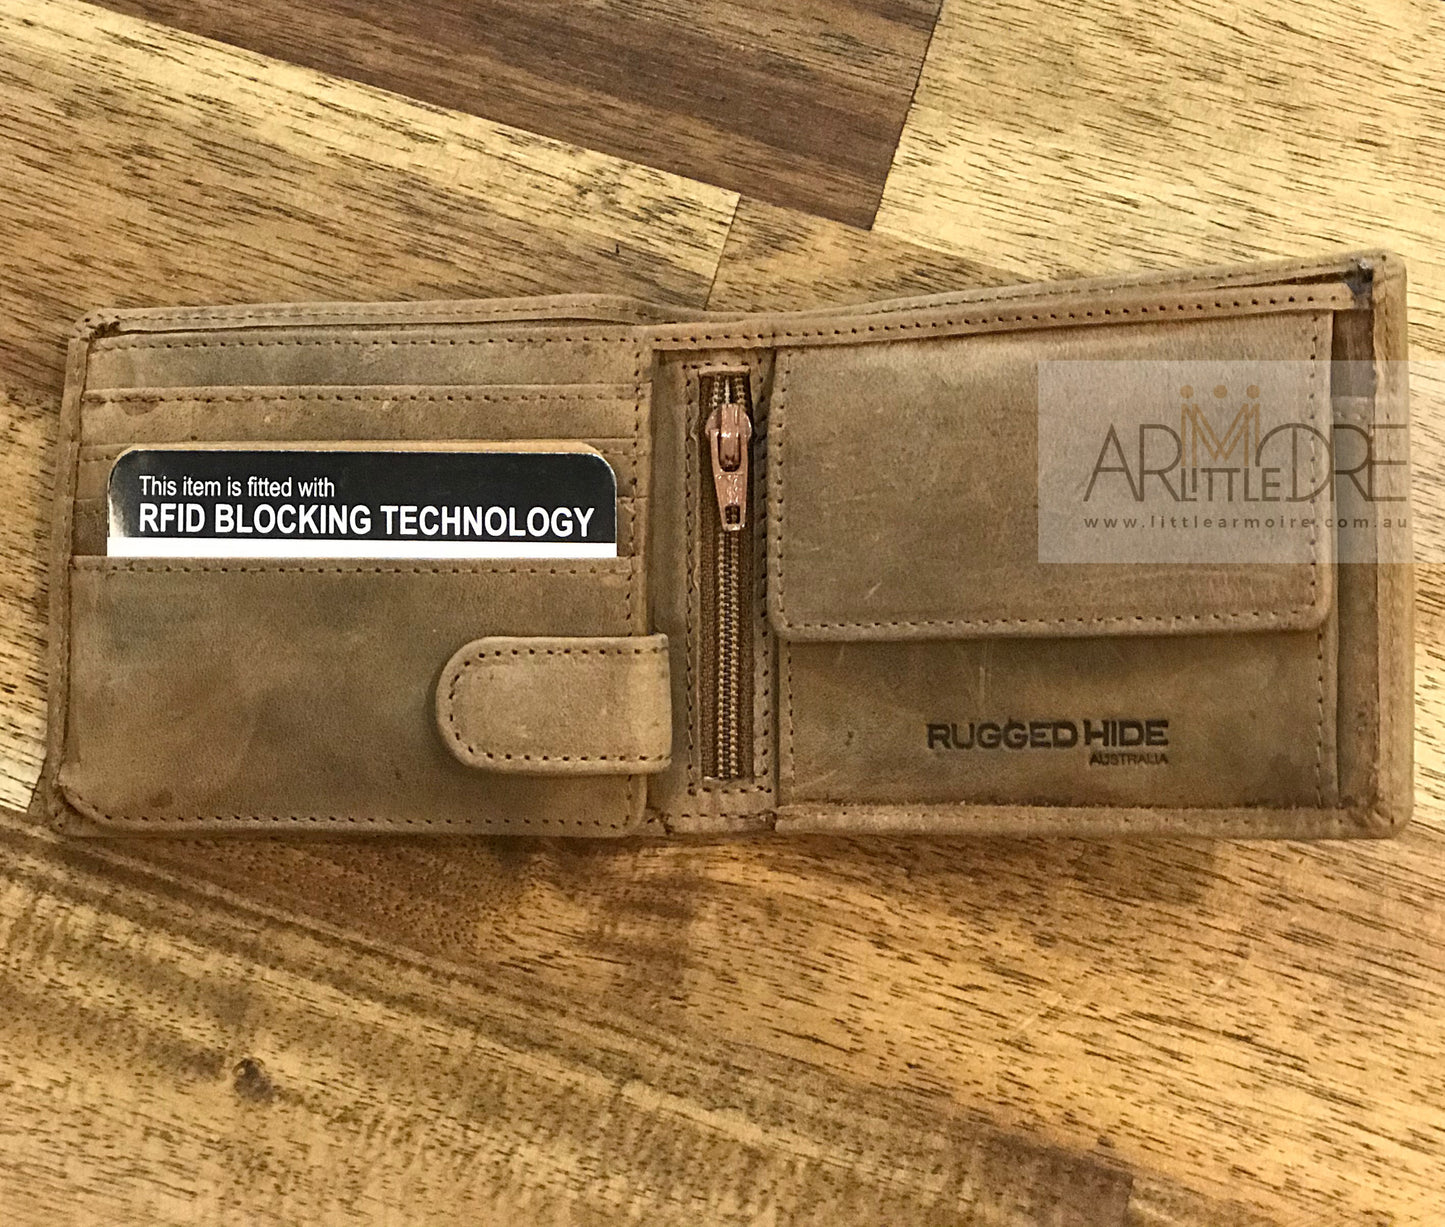 This item is fitted with
RFID BLOCKING TECHNOLOGY
ARMOIRE
LITTLE
www.littlearmoire.com.au
RUGGED HIDE
AUSTRALIA